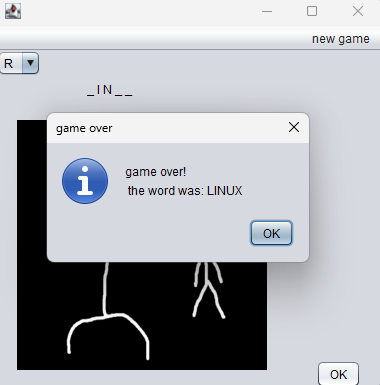 new game
R
_ I N _ _
game over
game over!
the word was: LINUX
OK
OK